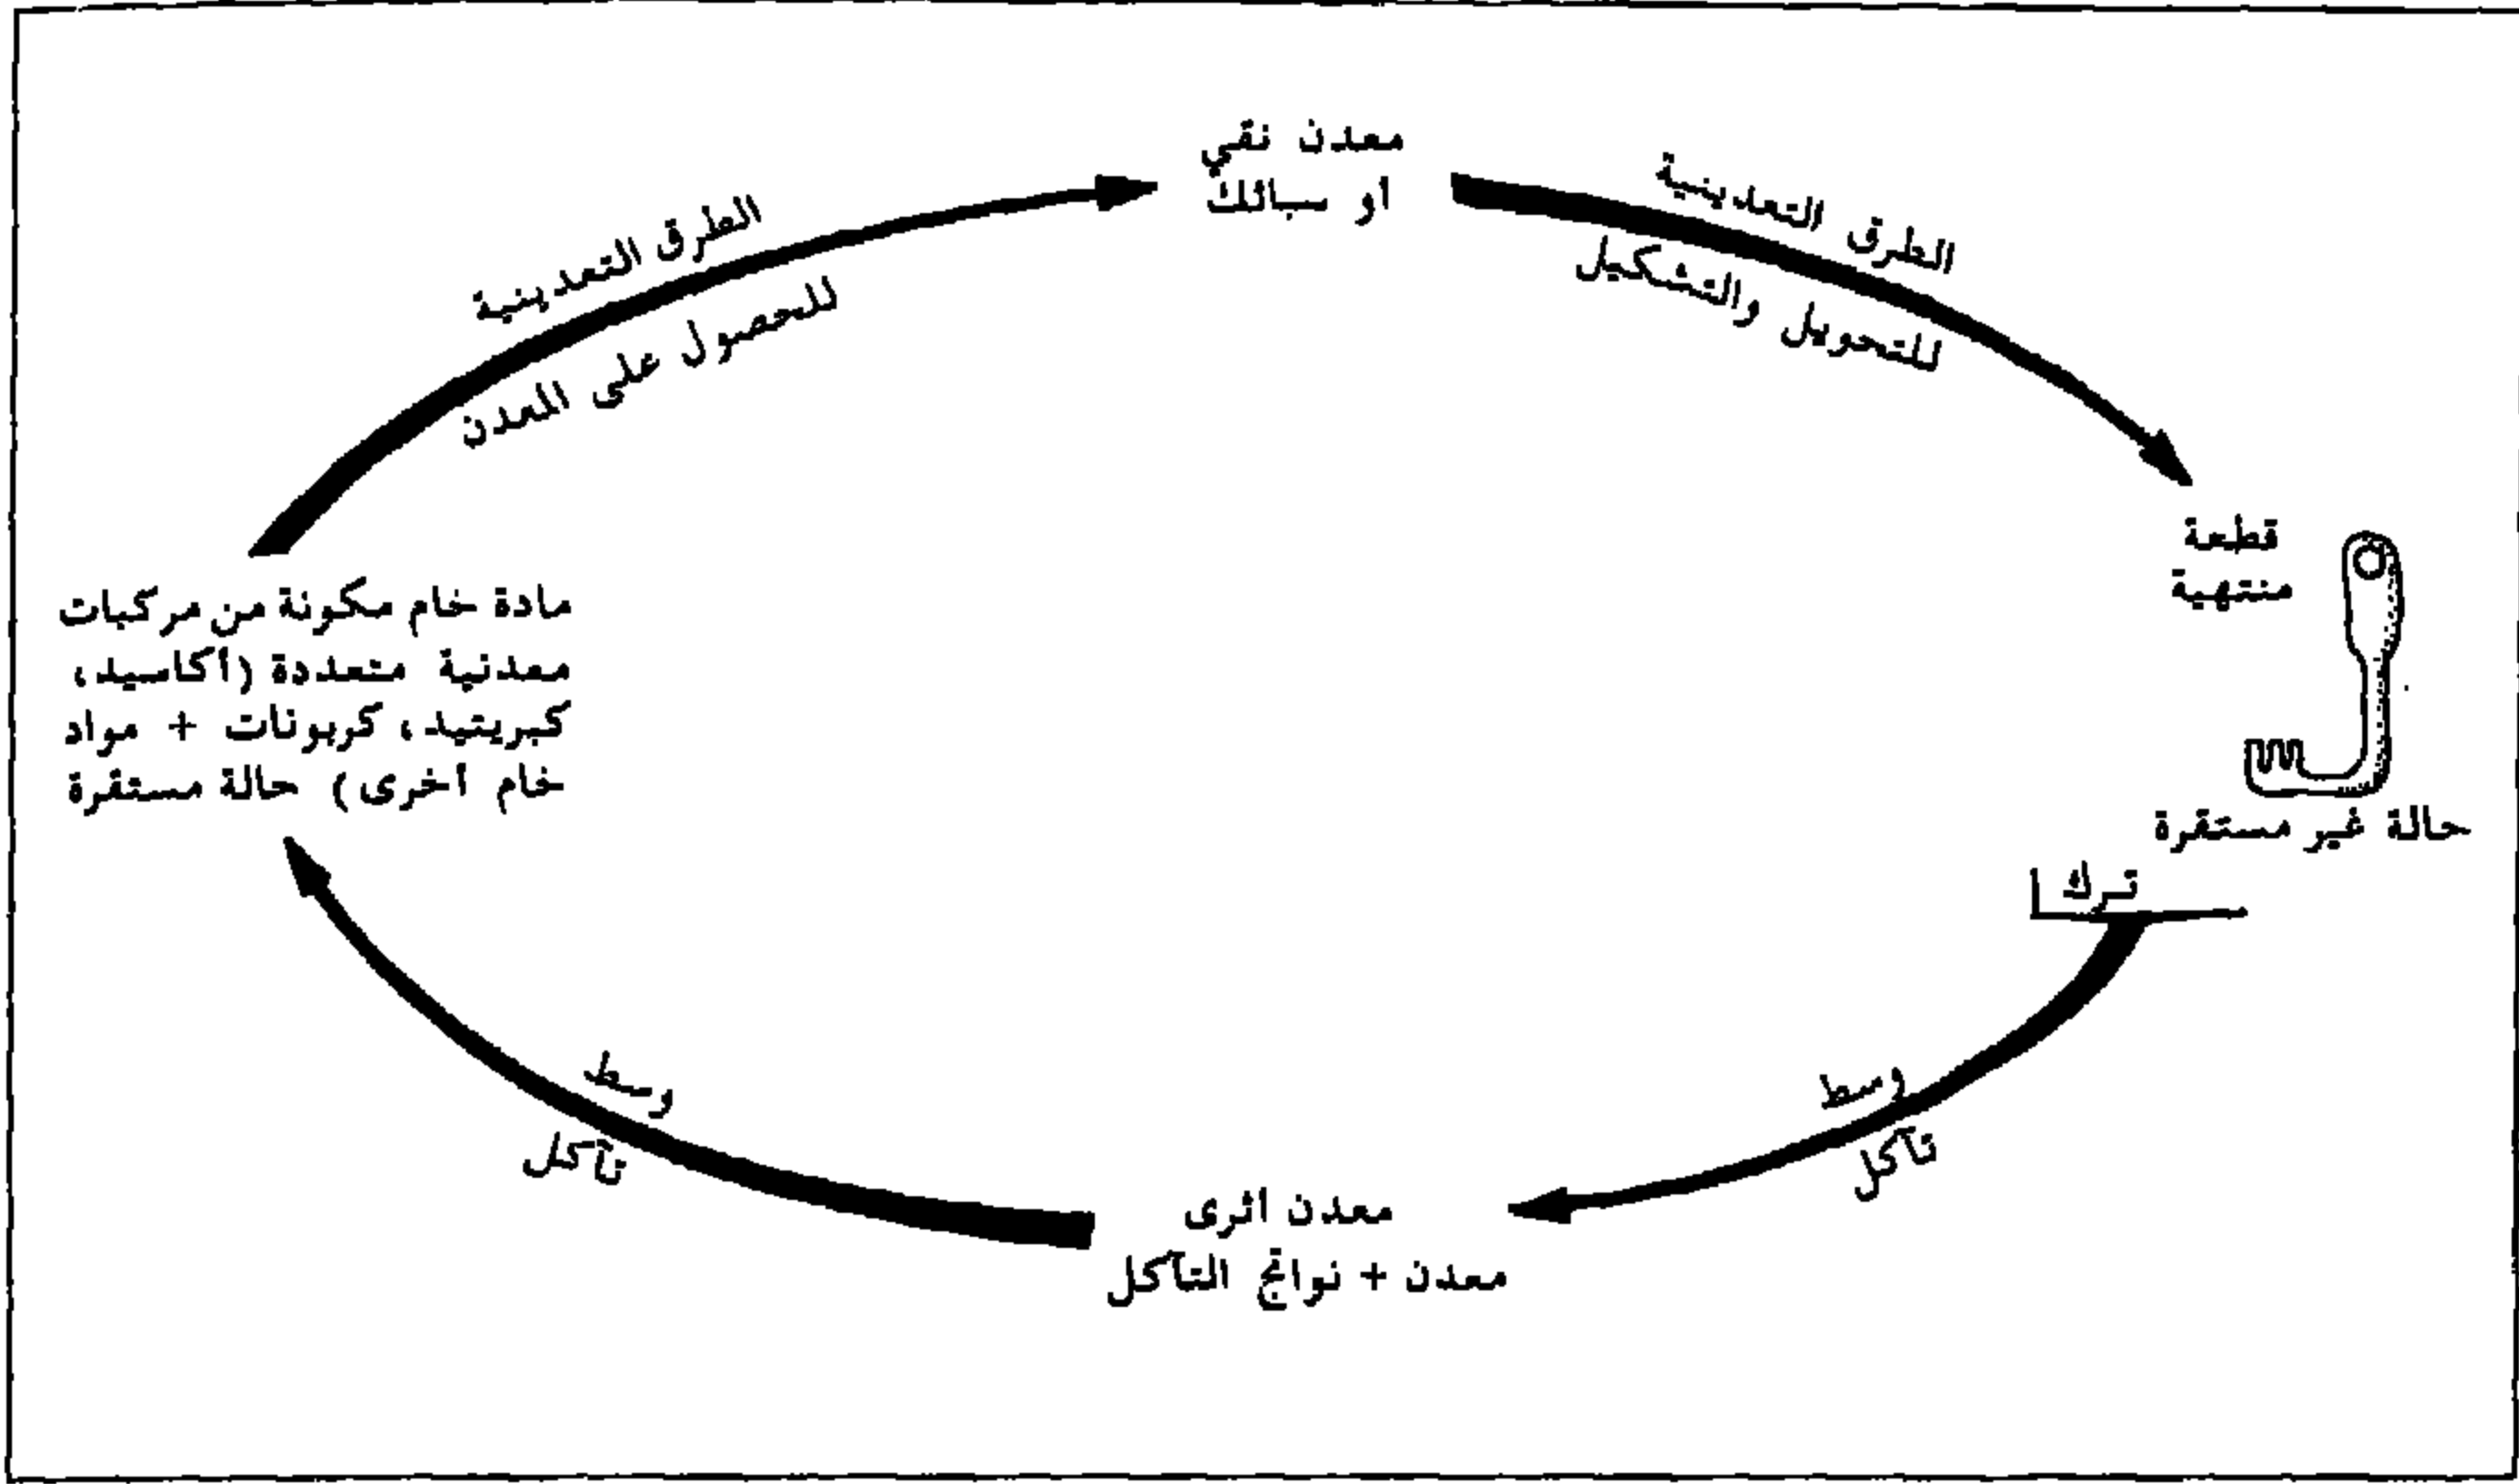 معدن نقي
او سبائك
الطرق التعدينية
للتحويل والتشكيل
قطعة
منتهية
حالة غير مستقرة
ترك
وسط
تآكل
معدن اثرى
معدن + نواتج التآكل
وسط
تآكل
مادة خام مكونة من مركبات
معدنية متعددة (أكاسيد،
كبريتيد، كربونات + مواد
خام أخرى) حالة مستقرة
الطرق التعدينية
للحصول على المعدن